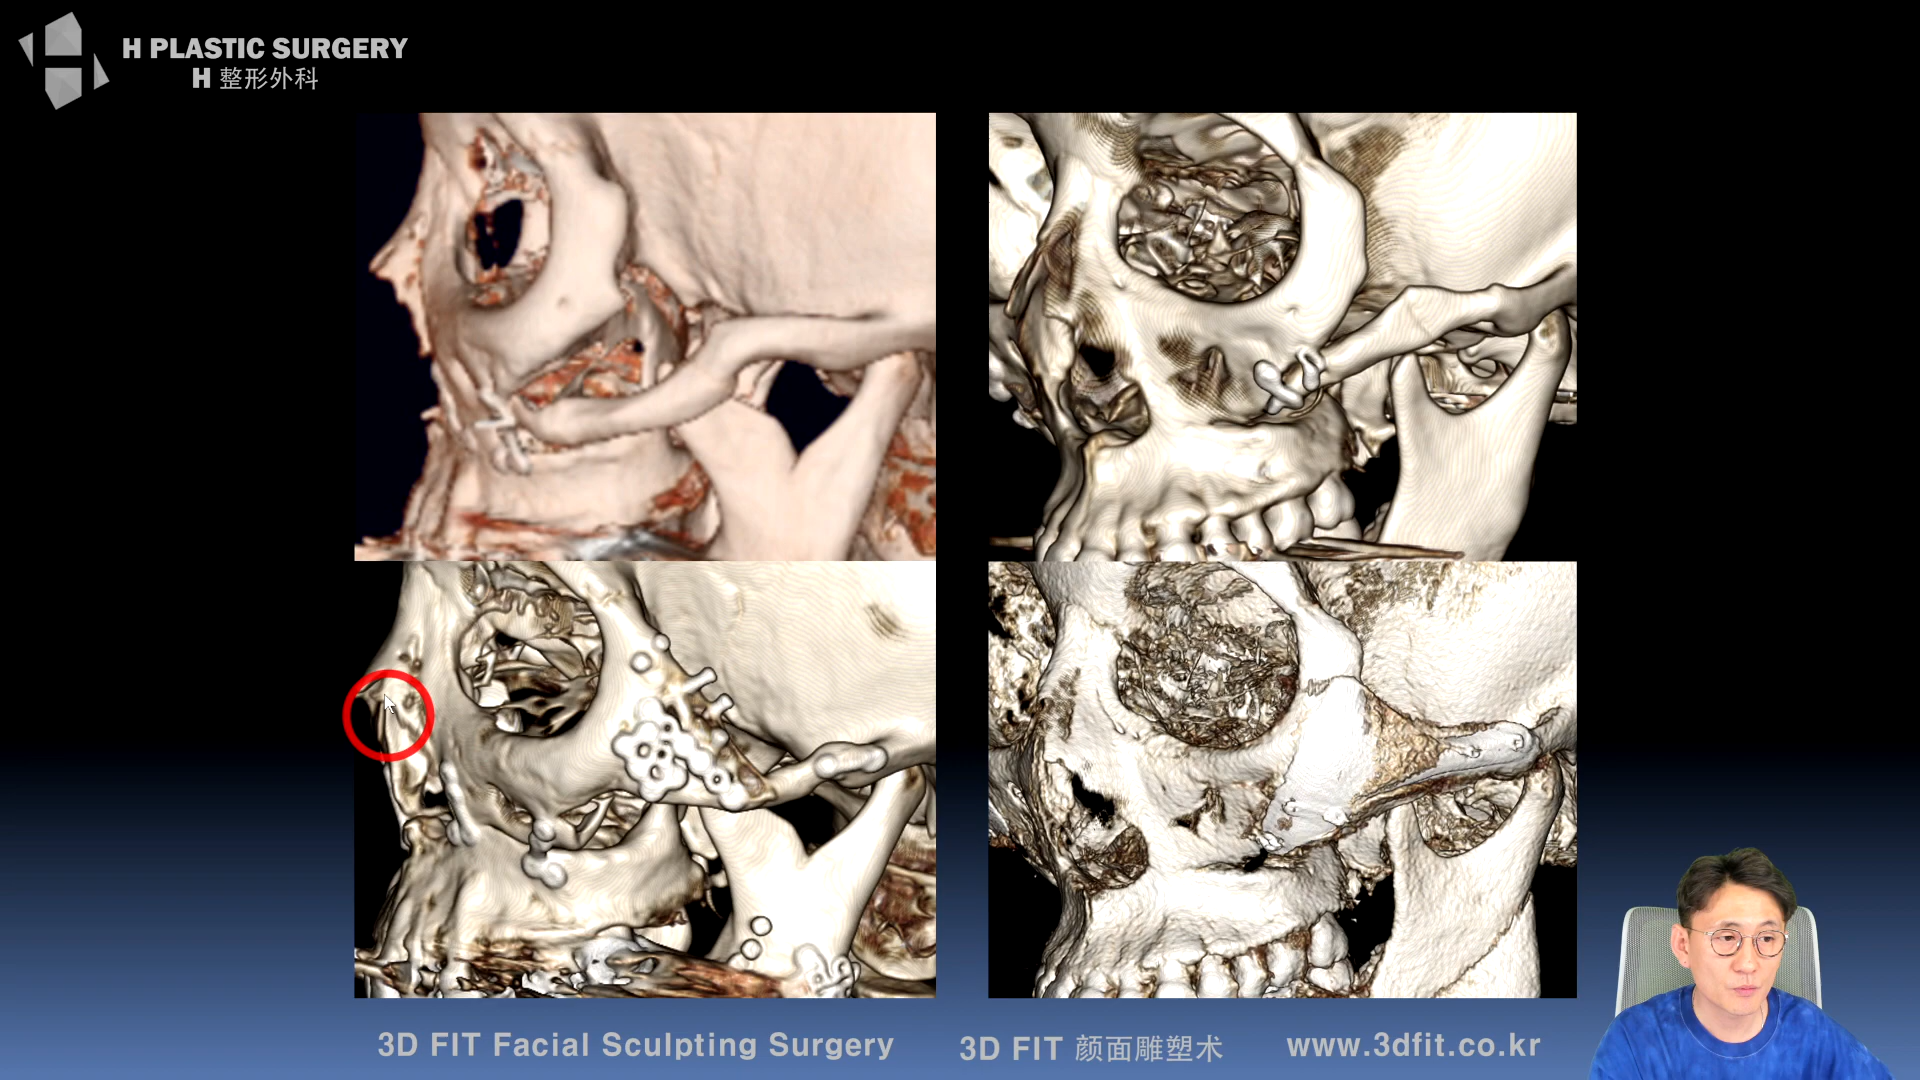 H PLASTIC SURGERY
H 整形外科
3D FIT Facial Sculpting Surgery
3D FIT 颜面雕塑术
www.3dfit.co.kr